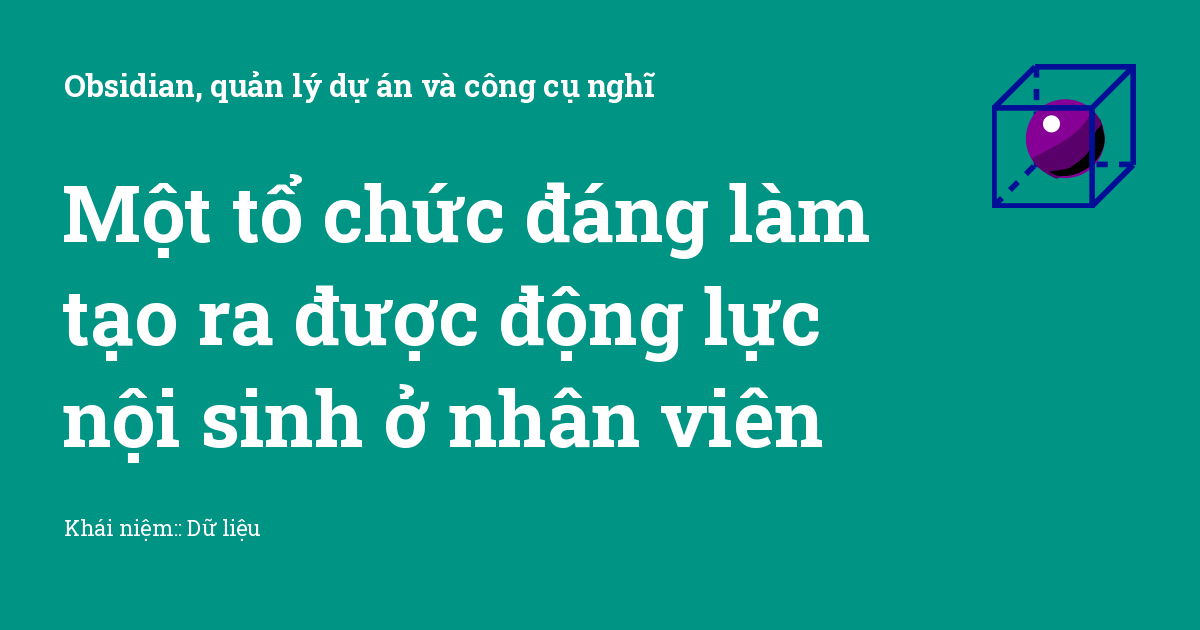 Obsidian, quản lý dự án và công cụ nghĩ
Một tổ chức đáng làm
tạo ra được động lực
nội sinh ở nhân viên
Khái niệm:: Dữ liệu